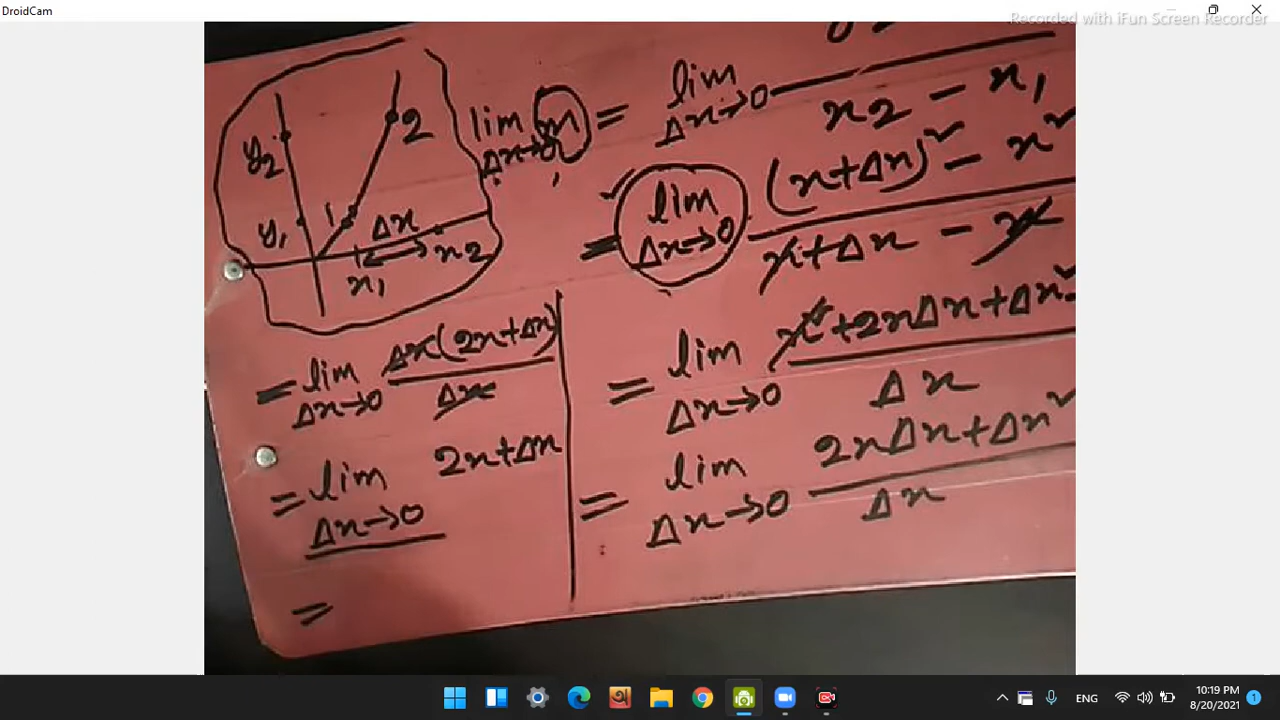 DroidCam
Recorded with iFun Screen Recorder
y2
y1
1
2
Δx
x1
x2
lim Δx→0 m = lim Δx→0
x2 - x1
= lim Δx→0 (x+Δx)² - x² / x+Δx - x
= lim Δx→0 x²+2xΔx+Δx² / Δx
= lim Δx→0 2xΔx+Δx² / Δx
= lim Δx→0 Δx(2x+Δx) / Δx
= lim Δx→0 2x+Δx
=
ENG
10:19 PM
8/20/2021
1